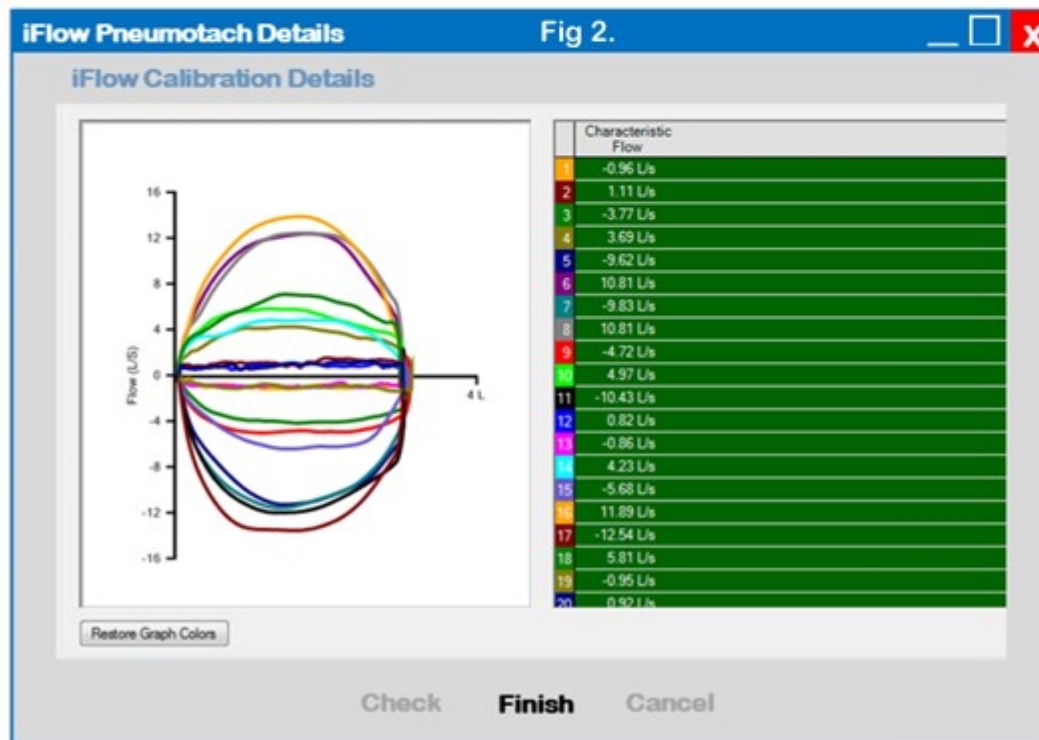 iFlow Pneumotach Details
Fig 2.
X
iFlow Calibration Details
16
12
8
4
0
-4
-8
-12
-16
Flow (L/S)
4 L
Characteristic
Flow
1 -0.96 L/s
2 1.11 L/s
3 -3.77 L/s
4 3.69 L/s
5 -9.62 L/s
6 10.81 L/s
7 -9.83 L/s
8 10.81 L/s
9 -4.72 L/s
10 4.97 L/s
11 -10.43 L/s
12 0.82 L/s
13 -0.86 L/s
14 4.23 L/s
15 -5.68 L/s
16 11.89 L/s
17 -12.54 L/s
18 5.81 L/s
19 -0.95 L/s
20 0.92 L/s
Restore Graph Colors
Check Finish Cancel